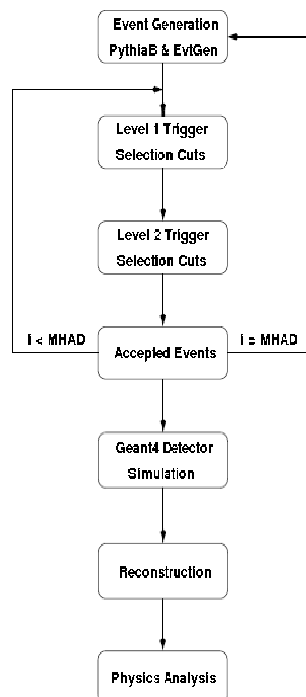 Event Generation
PythiaB & EvtGen
Level 1 Trigger
Selection Cuts
Level 2 Trigger
Selection Cuts
i < MHAD
Accepted Events
MHAD
Geant4 Detector
Simulation
Reconstruction
Physics Analysis